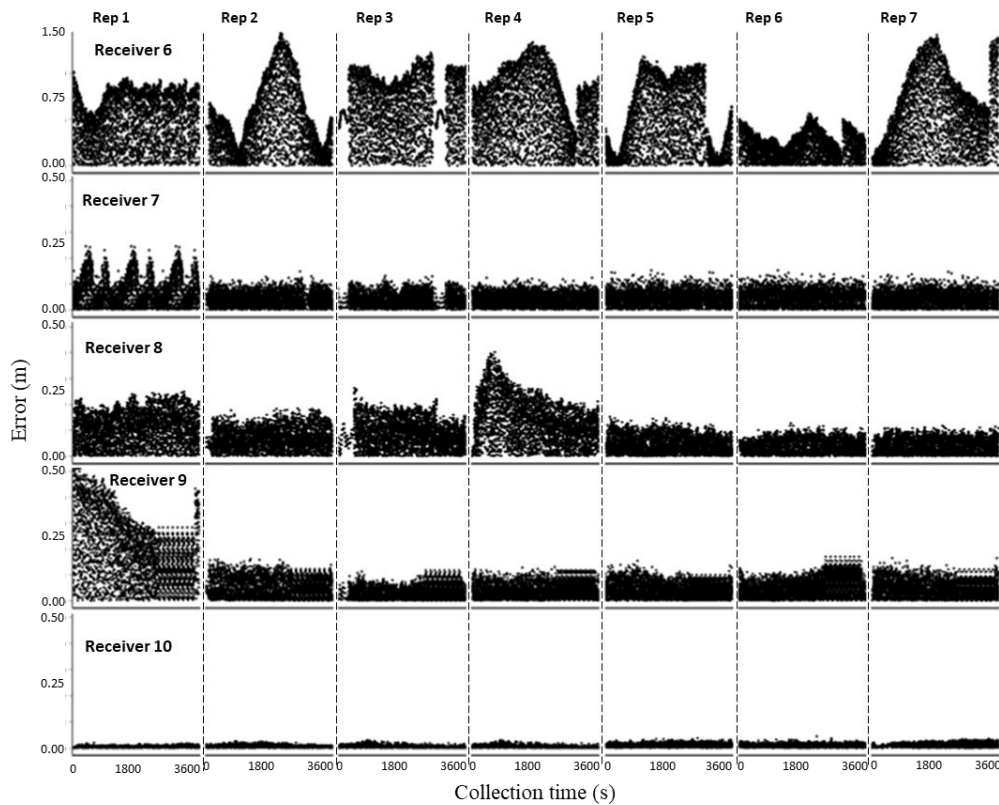 Rep 1 Rep 2 Rep 3 Rep 4 Rep 5 Rep 6 Rep 7
1.50
Receiver 6
0.75
0.00
0.50
Receiver 7
0.25
0.00
0.50
Receiver 8
0.25
0.00
0.50
Receiver 9
0.25
0.00
0.50
Receiver 10
0.25
0.00
0 1800 3600 0 1800 3600 0 1800 3600 0 1800 3600 0 1800 3600 0 1800 3600 0 1800 3600
Error (m)
Collection time (s)